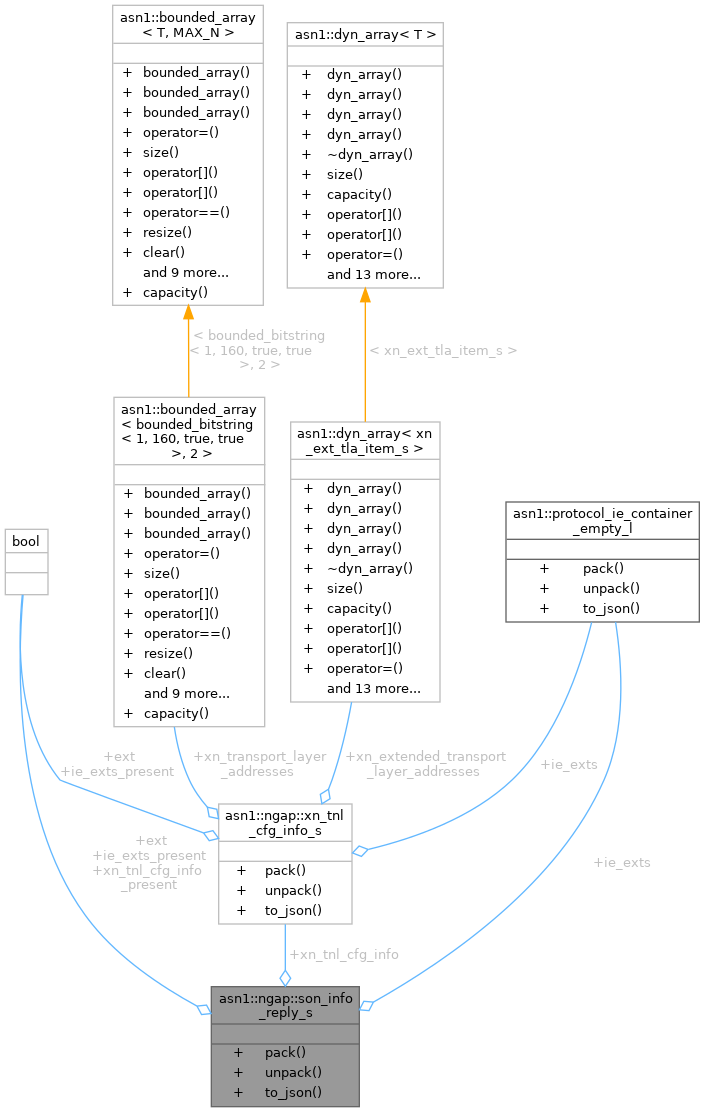 asn1::bounded_array
< T, MAX_N >
+ bounded_array()
+ bounded_array()
+ bounded_array()
+ operator=()
+ size()
+ operator[]()
+ operator[]()
+ operator==()
+ resize()
+ clear()
and 9 more...
+ capacity()
asn1::dyn_array< T >
+ dyn_array()
+ dyn_array()
+ dyn_array()
+ dyn_array()
+ ~dyn_array()
+ size()
+ capacity()
+ operator[]()
+ operator[]()
+ operator=()
and 13 more...
< bounded_bitstring
< 1, 160, true, true
>, 2 >
< xn_ext_tla_item_s >
asn1::bounded_array
< bounded_bitstring
< 1, 160, true, true
>, 2 >
+ bounded_array()
+ bounded_array()
+ bounded_array()
+ operator=()
+ size()
+ operator[]()
+ operator[]()
+ operator==()
+ resize()
+ clear()
and 9 more...
+ capacity()
asn1::dyn_array< xn
_ext_tla_item_s >
+ dyn_array()
+ dyn_array()
+ dyn_array()
+ dyn_array()
+ ~dyn_array()
+ size()
+ capacity()
+ operator[]()
+ operator[]()
+ operator=()
and 13 more...
asn1::protocol_ie_container
_empty_l
+ pack()
+ unpack()
+ to_json()
bool
+ext
+ie_exts_present
+xn_transport_layer
_addresses
+xn_extended_transport
_layer_addresses
+ie_exts
asn1::ngap::xn_tnl
_cfg_info_s
+ pack()
+ unpack()
+ to_json()
+ext
+ie_exts_present
+xn_tnl_cfg_info
_present
+ie_exts
+xn_tnl_cfg_info
asn1::ngap::son_info
_reply_s
+ pack()
+ unpack()
+ to_json()